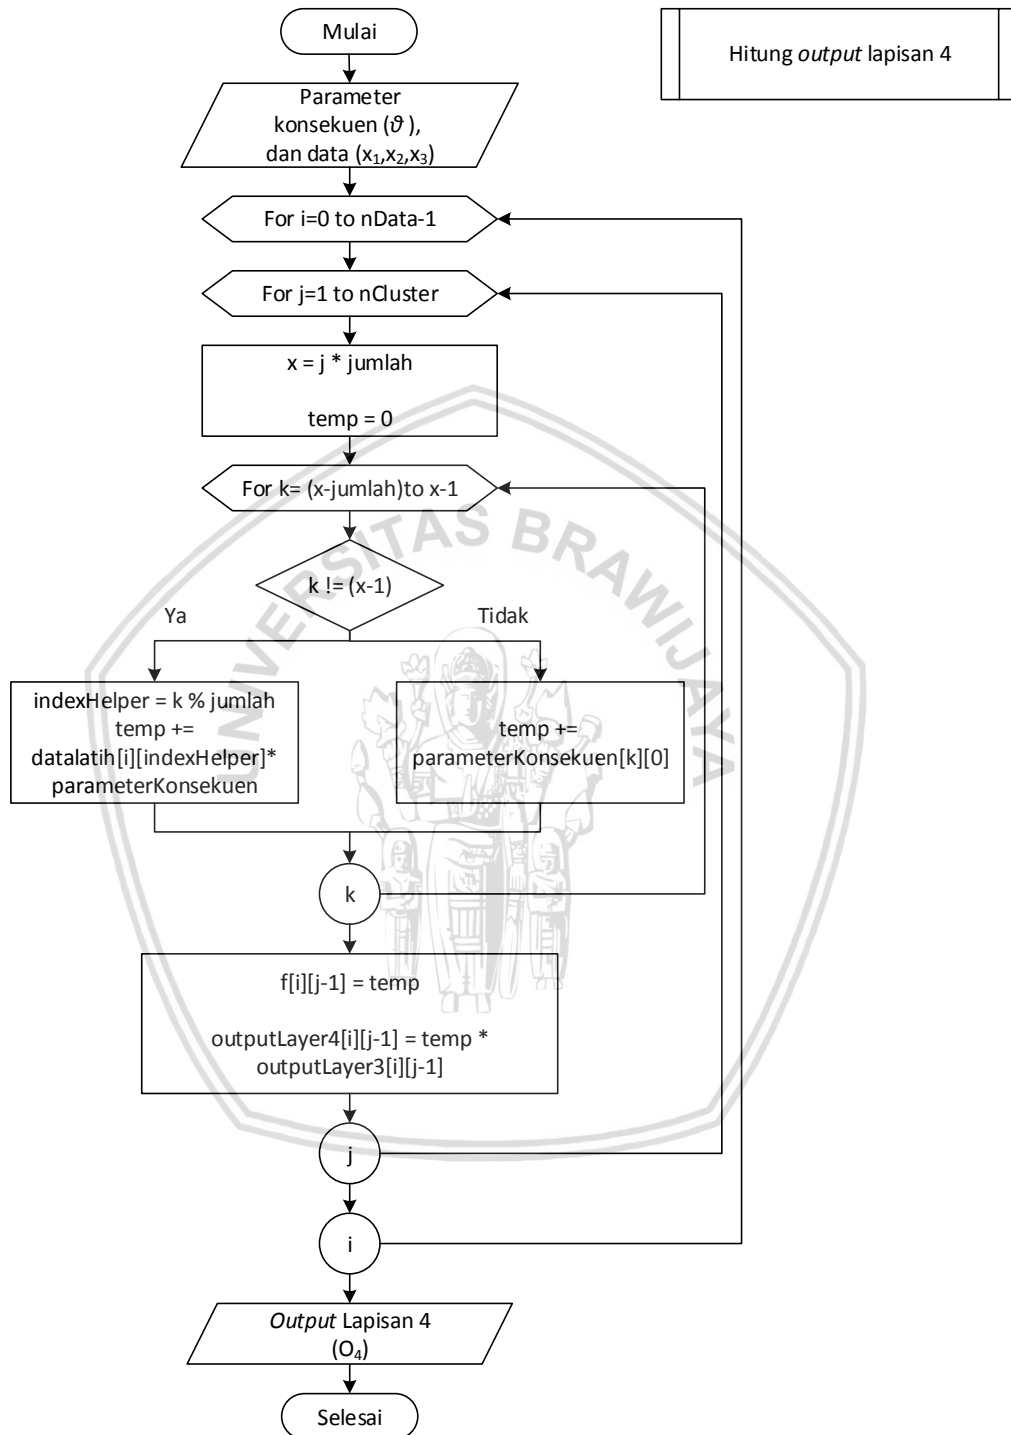 Mulai
Hitung output lapisan 4
Parameter
konsekuen (ϑ ),
dan data (x₁,x₂,x₃)
For i=0 to nData-1
For j=1 to nCluster
x = j * jumlah
temp = 0
For k= (x-jumlah)to x-1
UNIVERSITAS BRAWIJAYA
k != (x-1)
Ya
Tidak
indexHelper = k % jumlah
temp +=
datalatih[i][indexHelper]*
parameterKonsekuen
temp +=
parameterKonsekuen[k][0]
k
f[i][j-1] = temp
outputLayer4[i][j-1] = temp *
outputLayer3[i][j-1]
j
i
Output Lapisan 4
(O₄)
Selesai